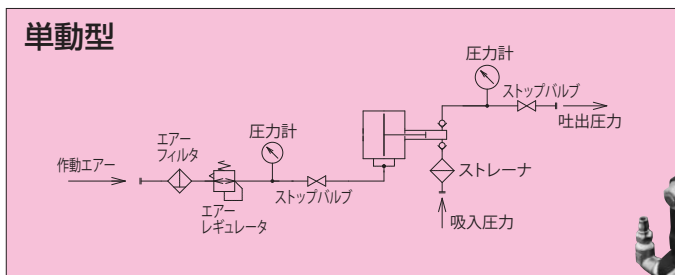 単動型
圧力計
ストップバルブ
吐出圧力
圧力計
エアー
フィルタ
作動エアー
ストレーナ
ストップバルブ
エアー
レギュレータ
吸入圧力